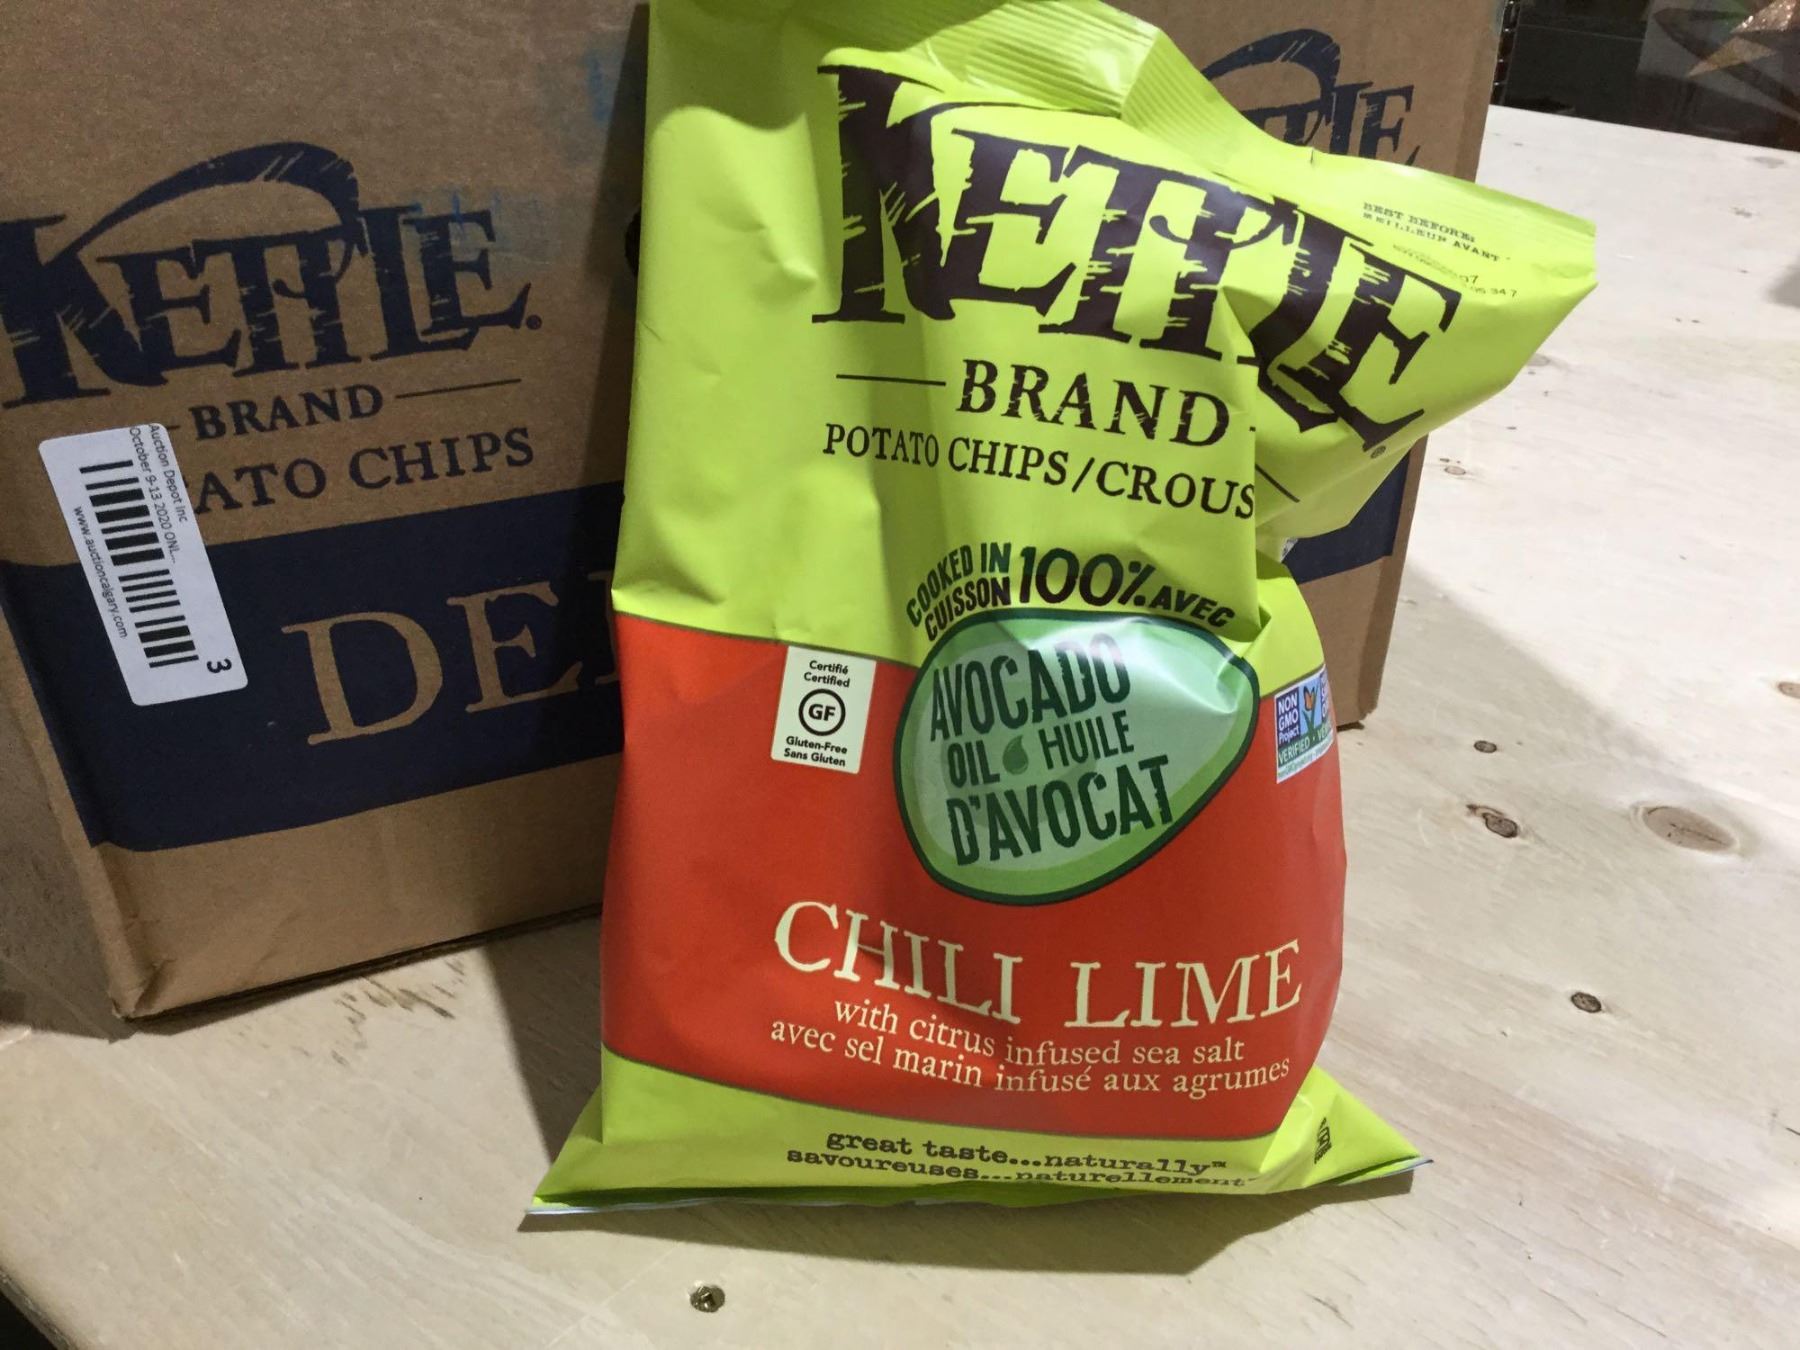 KETTLE
BRAND
ATO CHIPS
DE
Auction Depot Inc
October 9-13 2020 ONL...
www.auctioncalgary.com
3
KETTLE
BRAND
POTATO CHIPS/CROUS
BEST BEFORE:
MEILLEUR AVANT
COOKED IN
CUISSON
100% AVEC
AVOCADO
OIL HUILE
D'AVOCAT
Certifié
Certified
GF
Gluten-Free
Sans Gluten
NON
GMO
Project
VERIFIED
CHILI LIME
with citrus infused sea salt
avec sel marin infusé aux agrumes
great taste...naturally™
savoureuses...naturellement